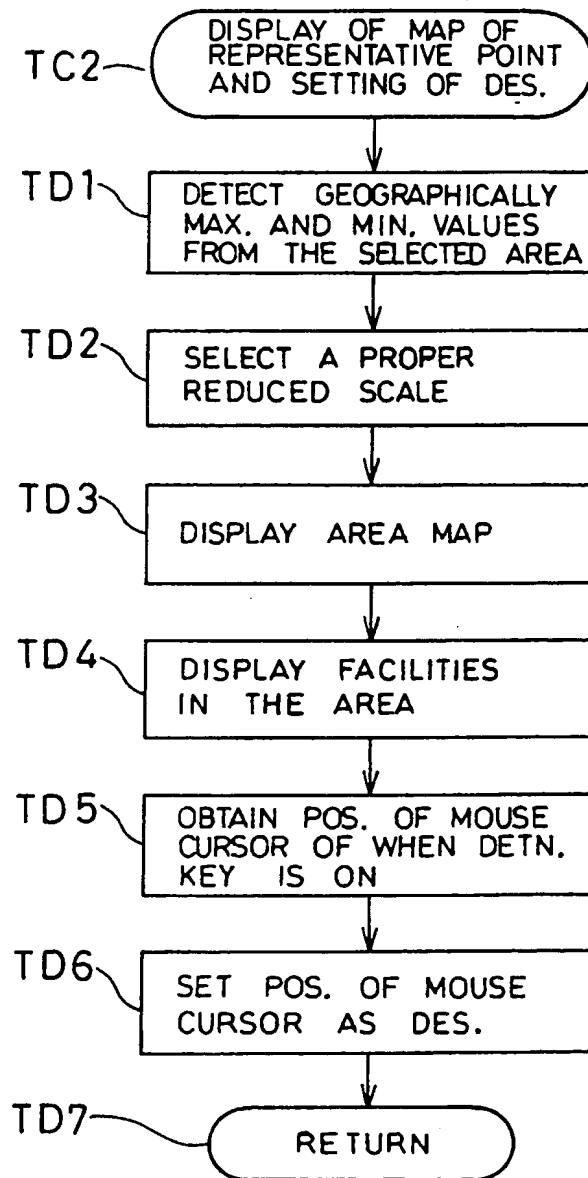 TC2
DISPLAY OF MAP OF
REPRESENTATIVE POINT
AND SETTING OF DES.
TD1
DETECT GEOGRAPHICALLY
MAX. AND MIN. VALUES
FROM THE SELECTED AREA
TD2
SELECT A PROPER
REDUCED SCALE
TD3
DISPLAY AREA MAP
TD4
DISPLAY FACILITIES
IN THE AREA
TD5
OBTAIN POS. OF MOUSE
CURSOR OF WHEN DETN.
KEY IS ON
TD6
SET POS. OF MOUSE
CURSOR AS DES.
TD7
RETURN